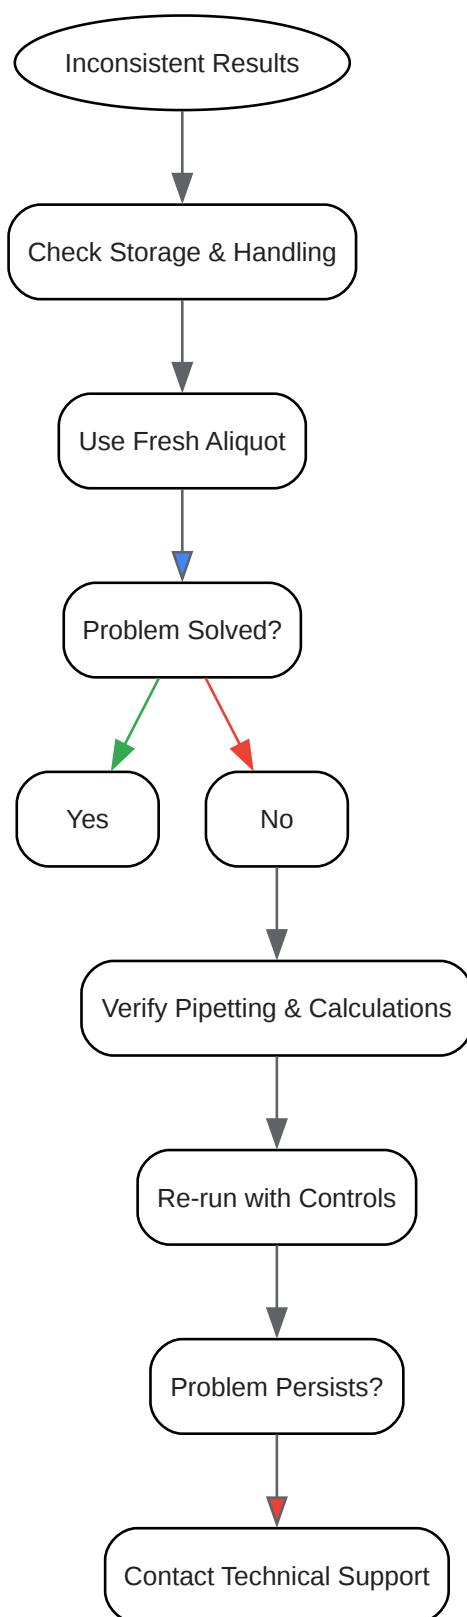 Inconsistent Results
Check Storage & Handling
Use Fresh Aliquot
Problem Solved?
Yes
No
Verify Pipetting & Calculations
Re-run with Controls
Problem Persists?
Contact Technical Support